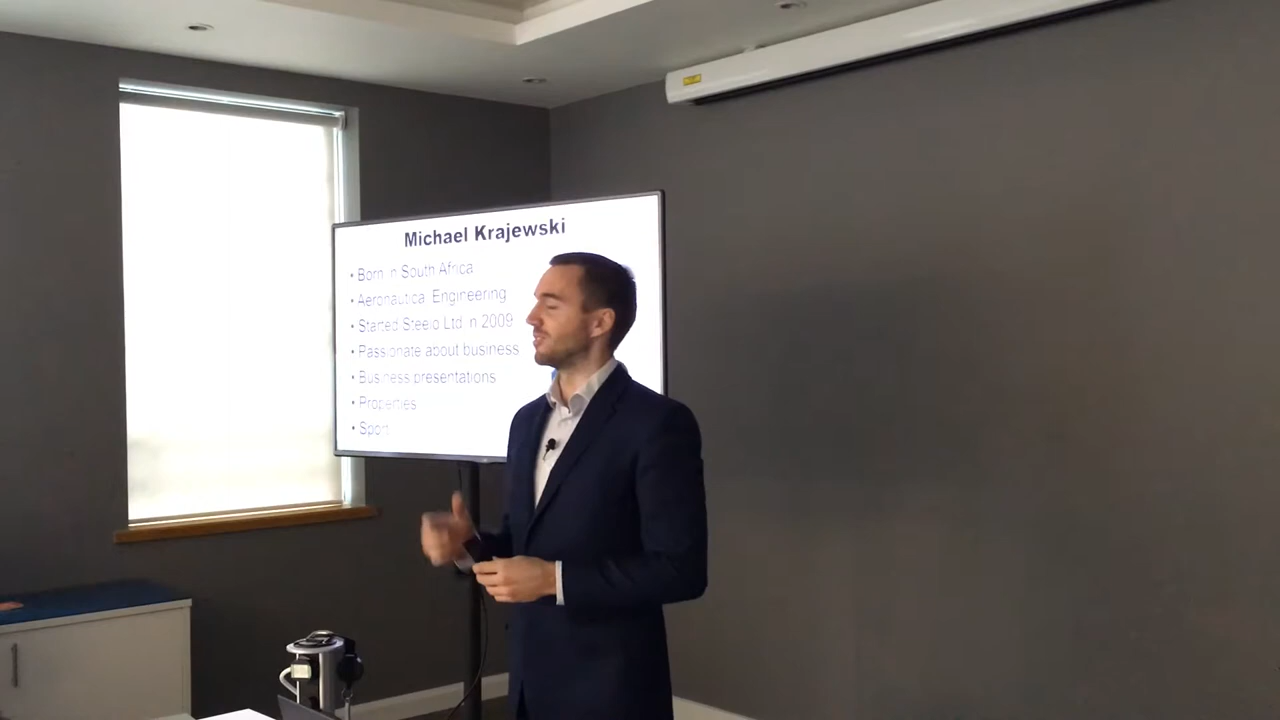 Michael Krajewski
• Born in South Africa
• Aeronautical Engineering
• Started Steelo Ltd in 2009
• Passionate about business
• Business presentations
• Properties
• Sport